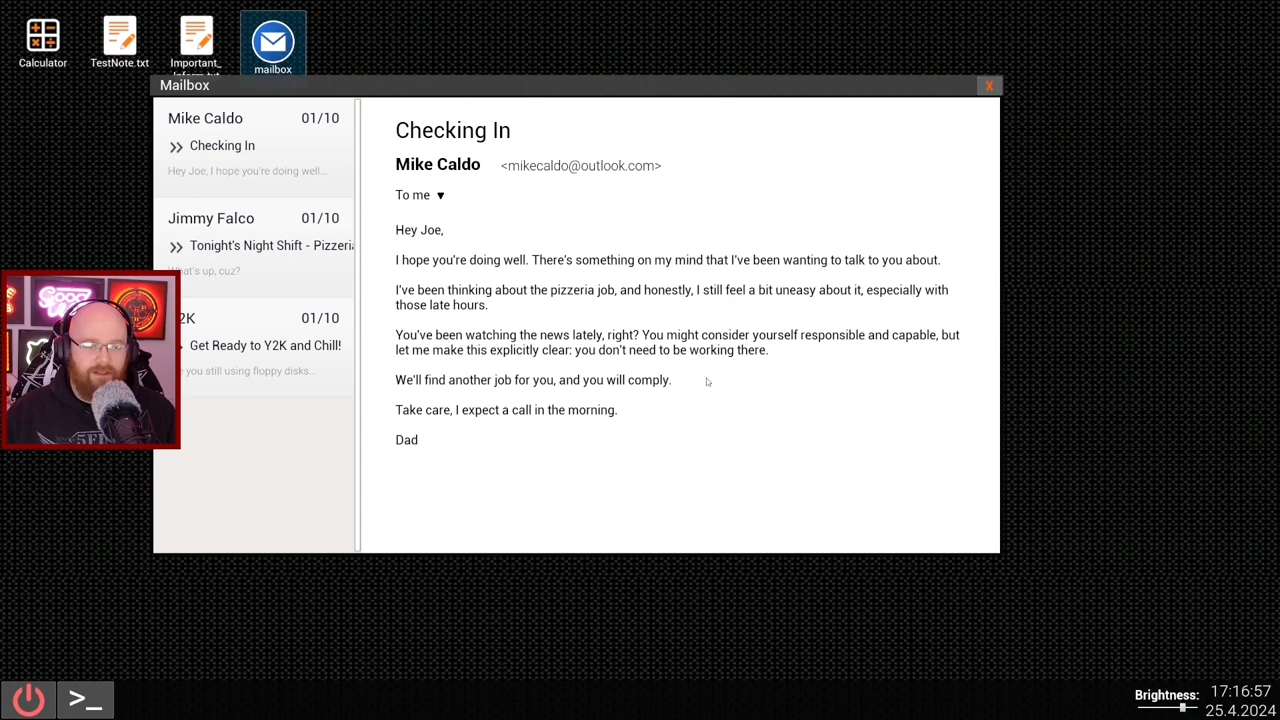 Calculator
TestNote.txt
Important_
mailbox
Mailbox
X
Mike Caldo 01/10
Checking In
Hey Joe, I hope you're doing well...
Jimmy Falco 01/10
Tonight's Night Shift - Pizzeria
What's up, cuz?
2K 01/10
Get Ready to Y2K and Chill!
you still using floppy disks...
Checking In
Mike Caldo <mikecaldo@outlook.com>
To me ▼
Hey Joe,
I hope you're doing well. There's something on my mind that I've been wanting to talk to you about.
I've been thinking about the pizzeria job, and honestly, I still feel a bit uneasy about it, especially with
those late hours.
You've been watching the news lately, right? You might consider yourself responsible and capable, but
let me make this explicitly clear: you don't need to be working there.
We'll find another job for you, and you will comply.
Take care, I expect a call in the morning.
Dad
>_
Brightness:
17:16:57
25.4.2024